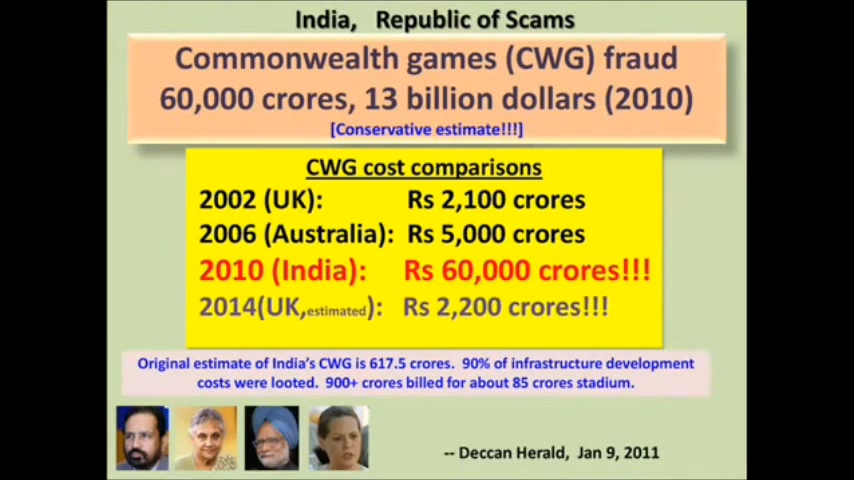 India, Republic of Scams
Commonwealth games (CWG) fraud
60,000 crores, 13 billion dollars (2010)
[Conservative estimate!!!]
CWG cost comparisons
2002 (UK): Rs 2,100 crores
2006 (Australia): Rs 5,000 crores
2010 (India): Rs 60,000 crores!!!
2014(UK,estimated): Rs 2,200 crores!!!
Original estimate of India's CWG is 617.5 crores. 90% of infrastructure development
costs were looted. 900+ crores billed for about 85 crores stadium.
-- Deccan Herald, Jan 9, 2011